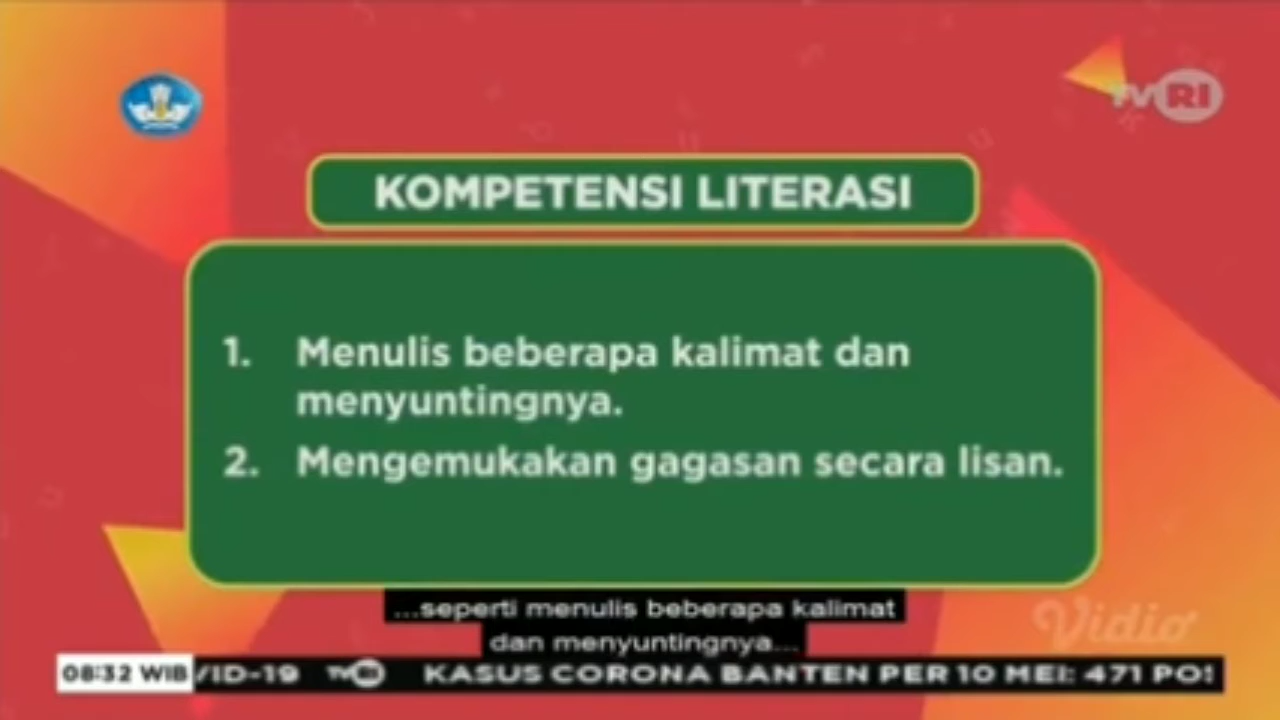 TVRI
KOMPETENSI LITERASI
1. Menulis beberapa kalimat dan
menyuntingnya.
2. Mengemukakan gagasan secara lisan.
...seperti menulis beberapa kalimat
dan menyuntingnya...
Vidio
08:32 WIB /ID-19 TVRI KASUS CORONA BANTEN PER 10 MEI: 471 PO